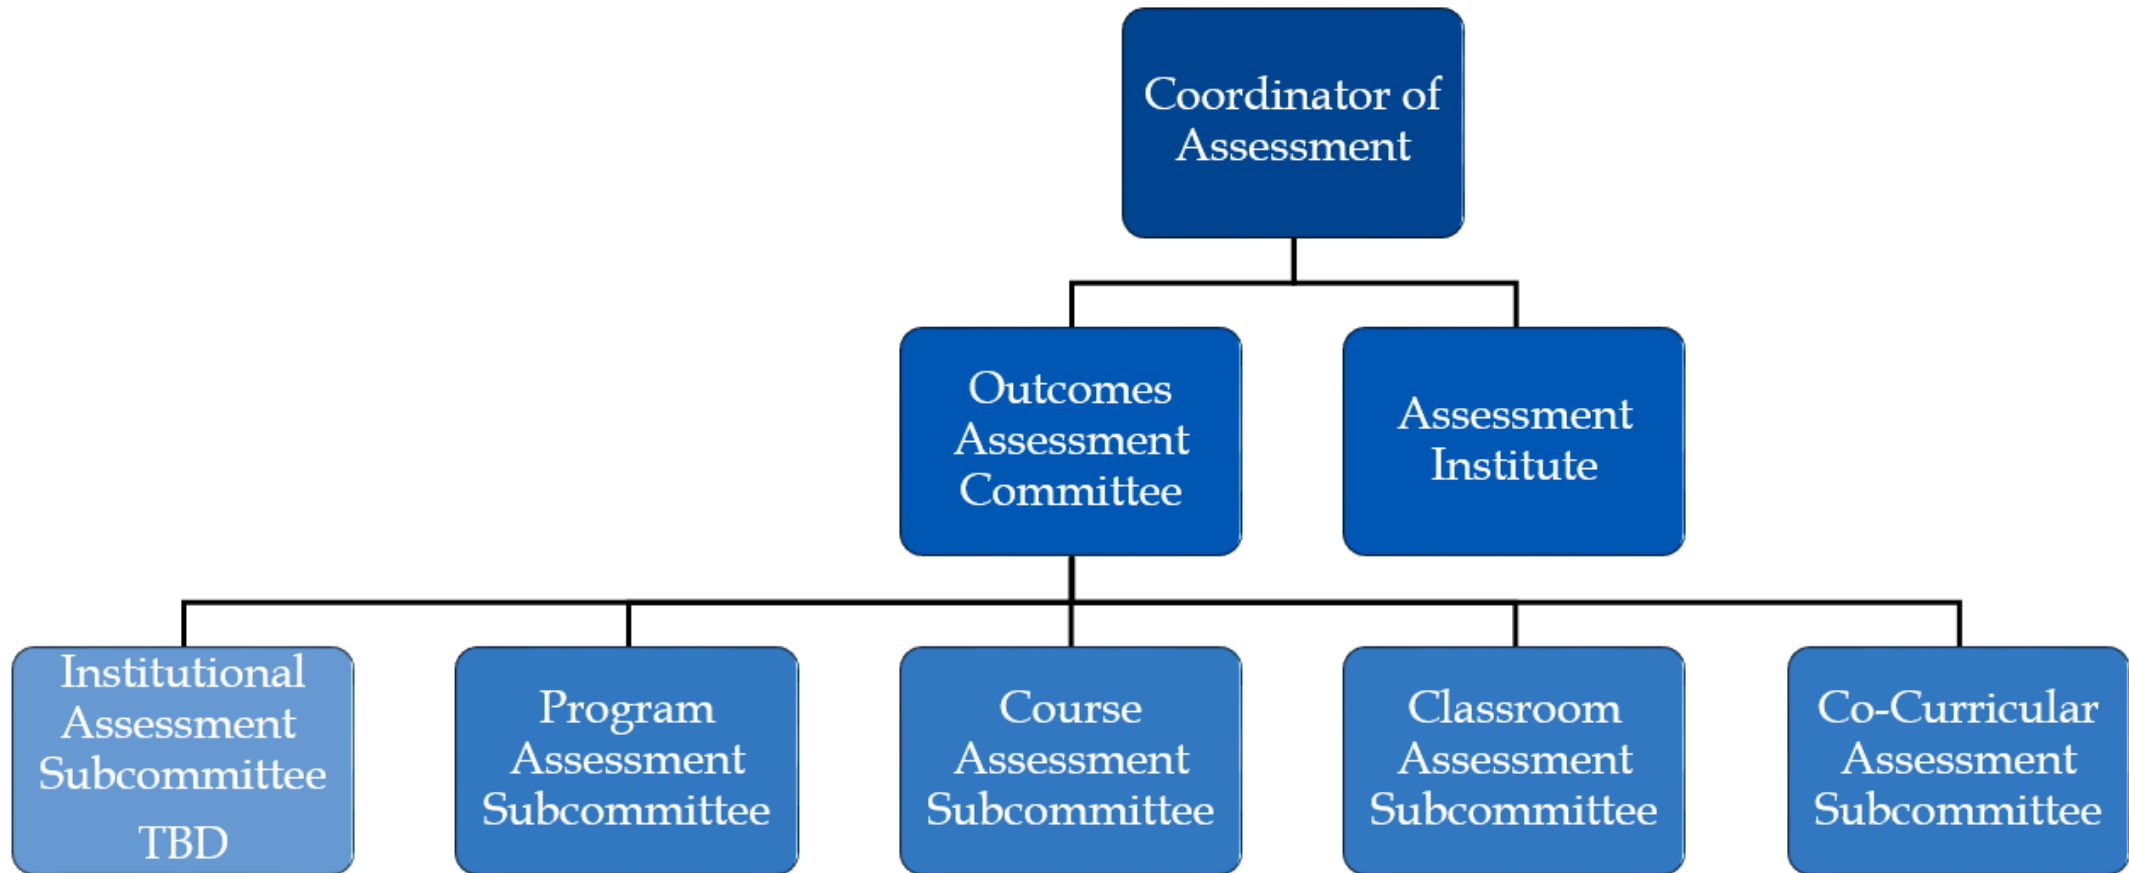 Coordinator of
Assessment
Outcomes
Assessment
Committee
Assessment
Institute
Institutional
Assessment
Subcommittee
TBD
Program
Assessment
Subcommittee
Course
Assessment
Subcommittee
Classroom
Assessment
Subcommittee
Co-Curricular
Assessment
Subcommittee